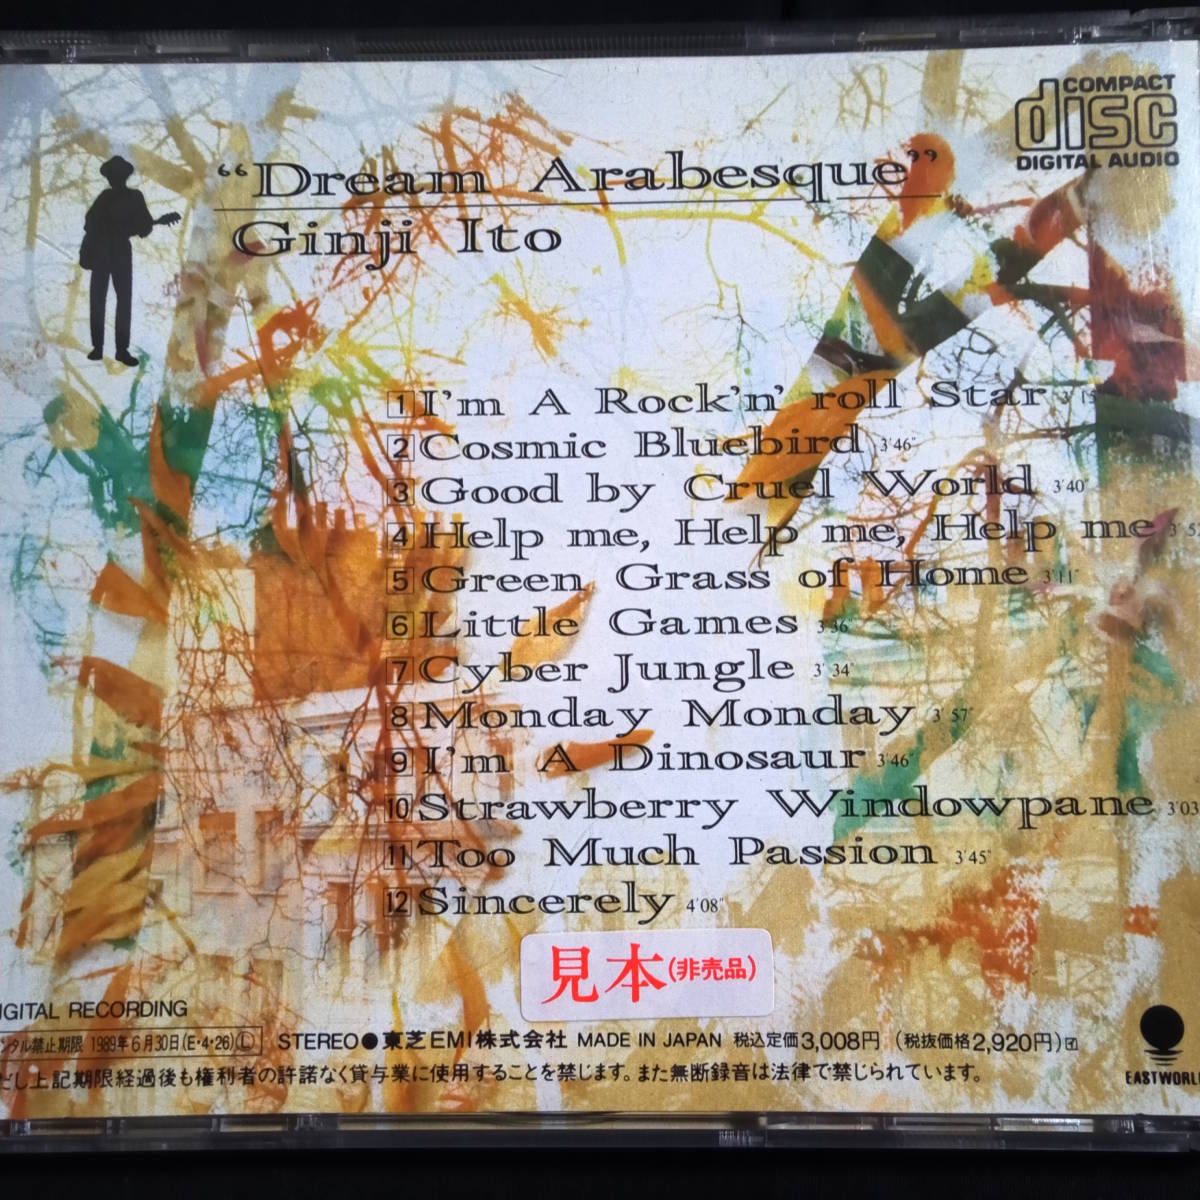 COMPACT
disc
DIGITAL AUDIO
“Dream Arabesque”
Ginji Ito
1 I'm A Rock'n' roll Star 3'15
2 Cosmic Bluebird 3'46"
3 Good by Cruel World 3'40"
4 Help me, Help me, Help me
5 Green Grass of Home 3'11"
6 Little Games 3'36"
7 Cyber Jungle 3'34"
8 Monday Monday 3'57"
9 I'm A Dinosaur 3'46"
10 Strawberry Windowpane 3'03
11 Too Much Passion 3'45"
12 Sincerely 4'08"
見本(非売品)
IGITAL RECORDING
ンタル禁止期限 1989年6月30日(E・4・26)Ⓛ STEREO●東芝EMI株式会社 MADE IN JAPAN 税込定価3,008円 (税抜価格2,920円)
だし上記期限経過後も権利者の許諾なく貸与業に使用することを禁じます。また無断録音は法律で禁じられています。
EASTWORL